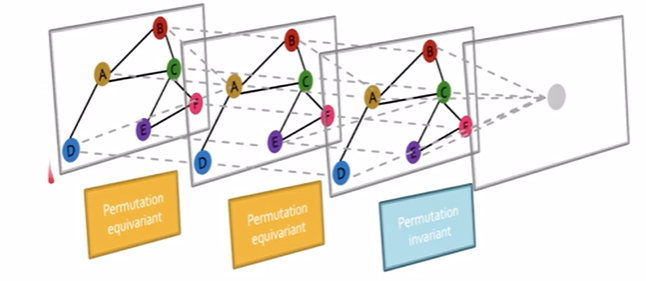 B
A
C
F
E
D
B
A
C
F
E
D
B
A
C
F
E
D
Permutation
equivariant
Permutation
equivariant
Permutation
invariant